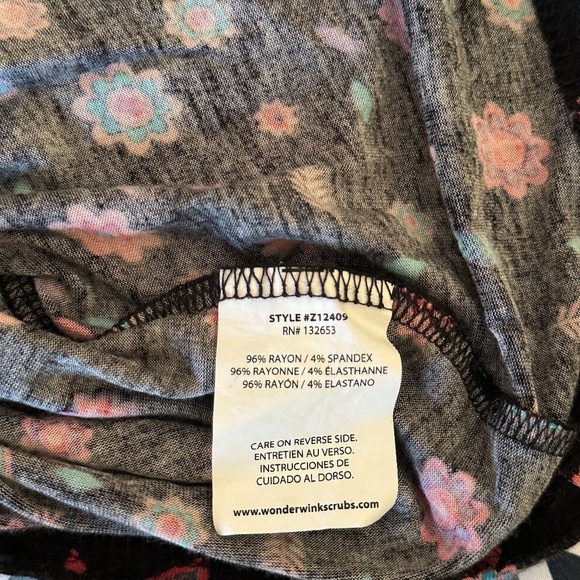 STYLE #Z12409
RN# 132653
96% RAYON / 4% SPANDEX
96% RAYONNE / 4% ÉLASTHANNE
96% RAYÓN / 4% ELASTANO
CARE ON REVERSE SIDE.
ENTRETIEN AU VERSO.
INSTRUCCIONES DE
CUIDADO AL DORSO.
www.wonderwinkscrubs.com